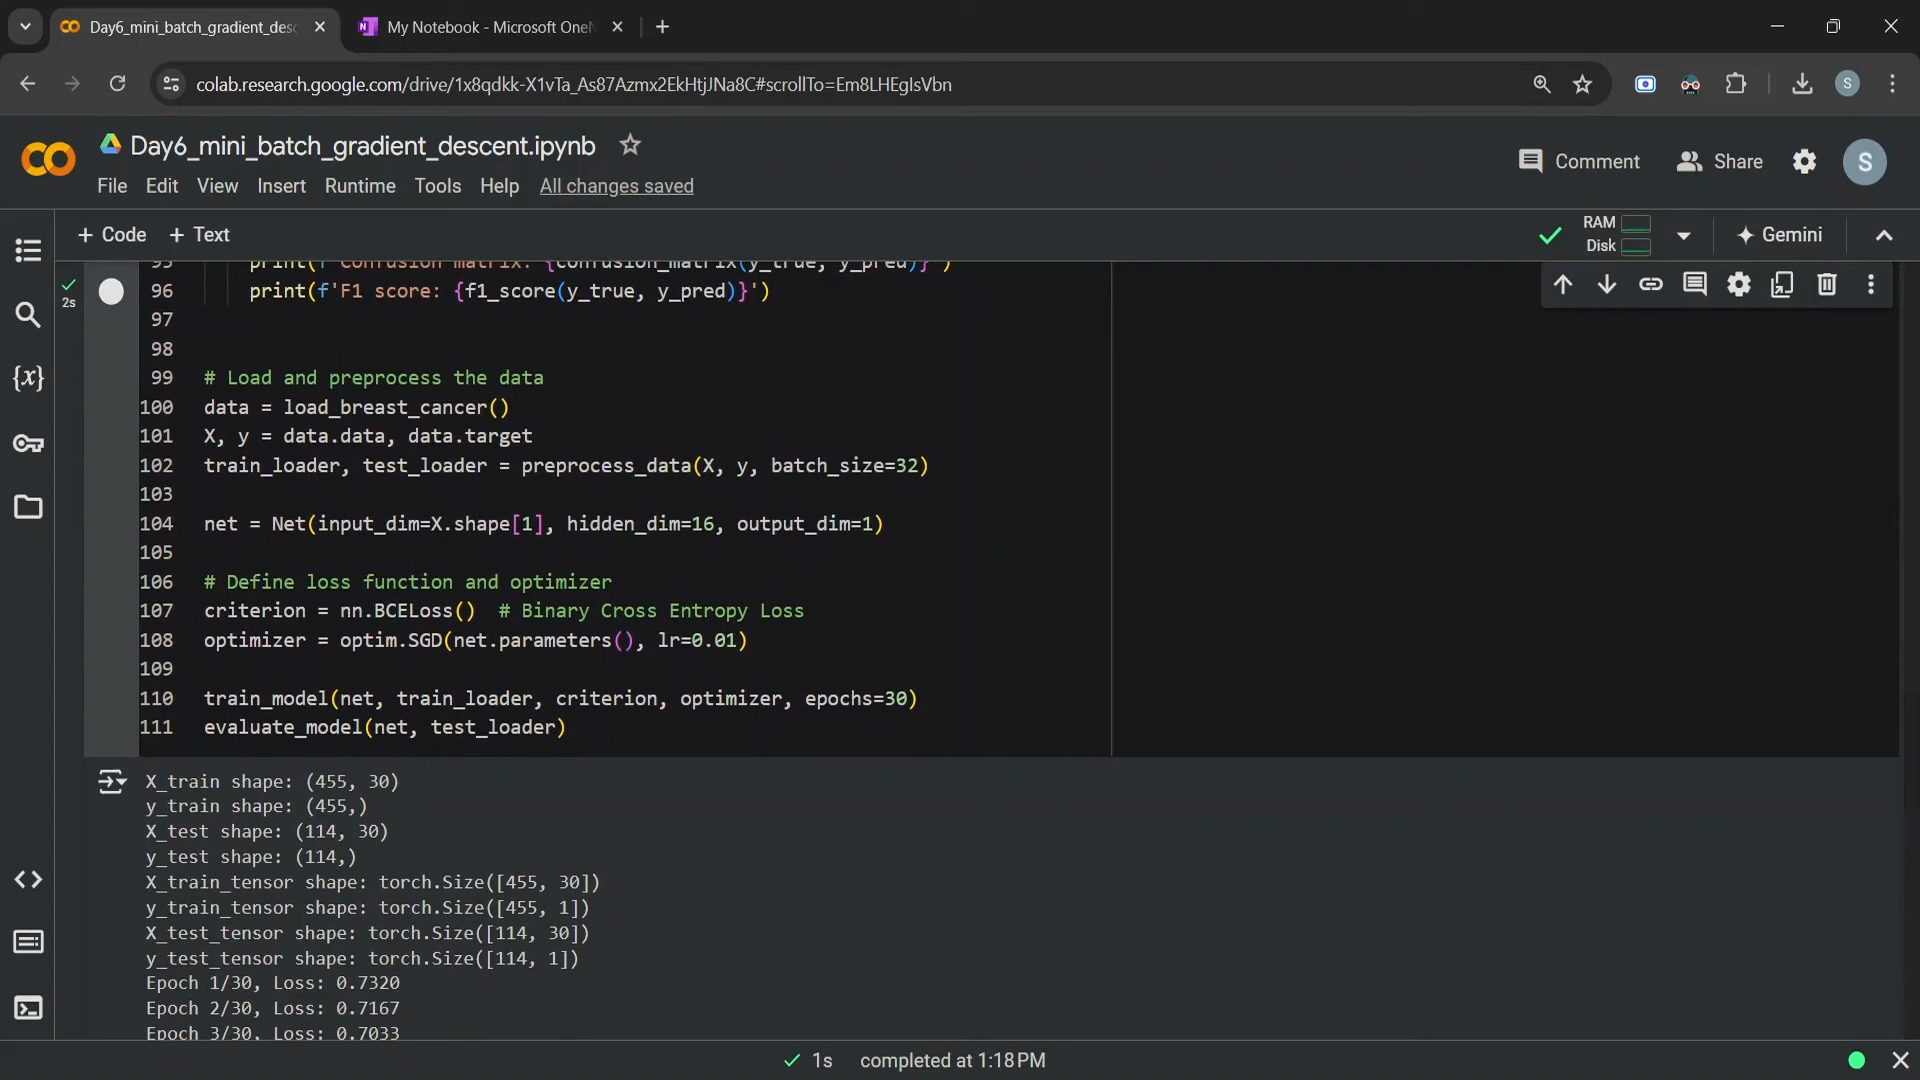 Day6_mini_batch_gradient_des
My Notebook - Microsoft OneN
colab.research.google.com/drive/1x8qdkk-X1vTa_As87Azmx2EkHtjJNa8C#scrollTo=Em8LHEgIsVbn
S
Day6_mini_batch_gradient_descent.ipynb
Comment
Share
S
File Edit View Insert Runtime Tools Help All changes saved
+ Code + Text
RAM
Disk
Gemini
2s
95 print(f'Confusion matrix: {confusion_matrix(y_true, y_pred)}')
96 print(f'F1 score: {f1_score(y_true, y_pred)}')
97
98
99 # Load and preprocess the data
100 data = load_breast_cancer()
101 X, y = data.data, data.target
102 train_loader, test_loader = preprocess_data(X, y, batch_size=32)
103
104 net = Net(input_dim=X.shape[1], hidden_dim=16, output_dim=1)
105
106 # Define loss function and optimizer
107 criterion = nn.BCELoss() # Binary Cross Entropy Loss
108 optimizer = optim.SGD(net.parameters(), lr=0.01)
109
110 train_model(net, train_loader, criterion, optimizer, epochs=30)
111 evaluate_model(net, test_loader)
X_train shape: (455, 30)
y_train shape: (455,)
X_test shape: (114, 30)
y_test shape: (114,)
X_train_tensor shape: torch.Size([455, 30])
y_train_tensor shape: torch.Size([455, 1])
X_test_tensor shape: torch.Size([114, 30])
y_test_tensor shape: torch.Size([114, 1])
Epoch 1/30, Loss: 0.7320
Epoch 2/30, Loss: 0.7167
Epoch 3/30, Loss: 0.7033
1s completed at 1:18 PM